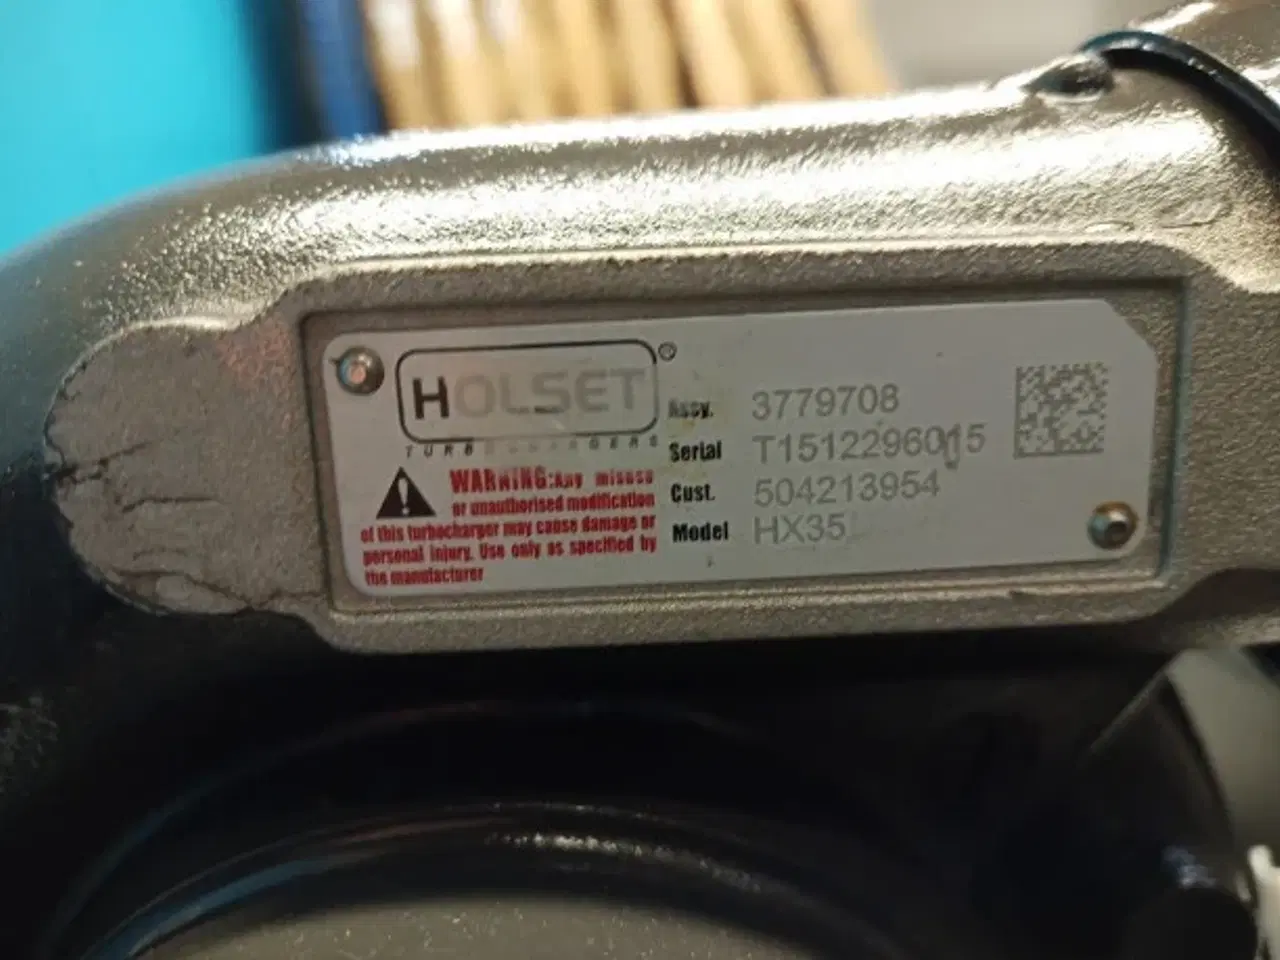 HOLSET®
TURBOCHARGERS
WARNING: Any misuse
or unauthorised modification
of this turbocharger may cause damage or
personal injury. Use only as specified by
the manufacturer
Assy. 3779708
Serial T1512296015
Cust. 504213954
Model HX35